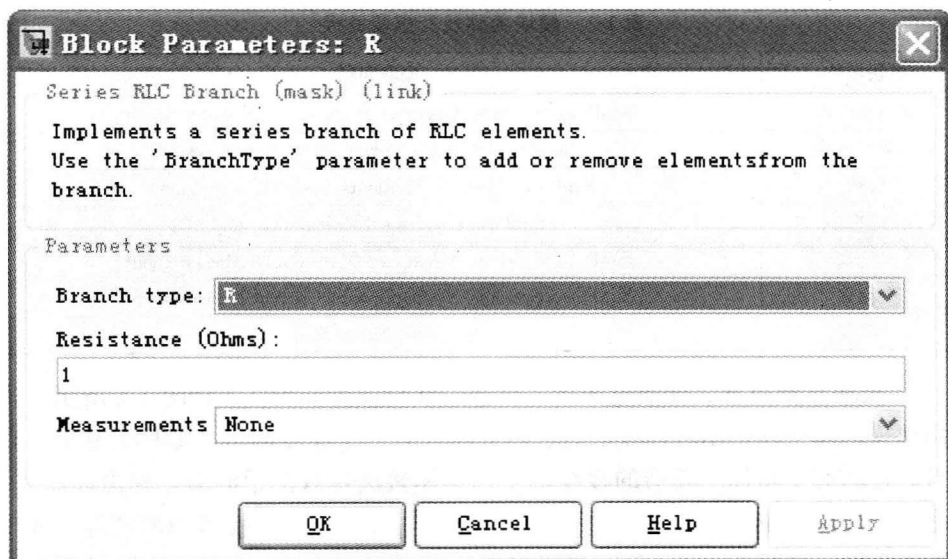 Block Parameters: R
Series RLC Branch (mask) (link)
Implements a series branch of RLC elements.
Use the 'BranchType' parameter to add or remove elementsfrom the
branch.
Parameters
Branch type: R
Resistance (Ohms):
1
Measurements None
OK Cancel Help Apply